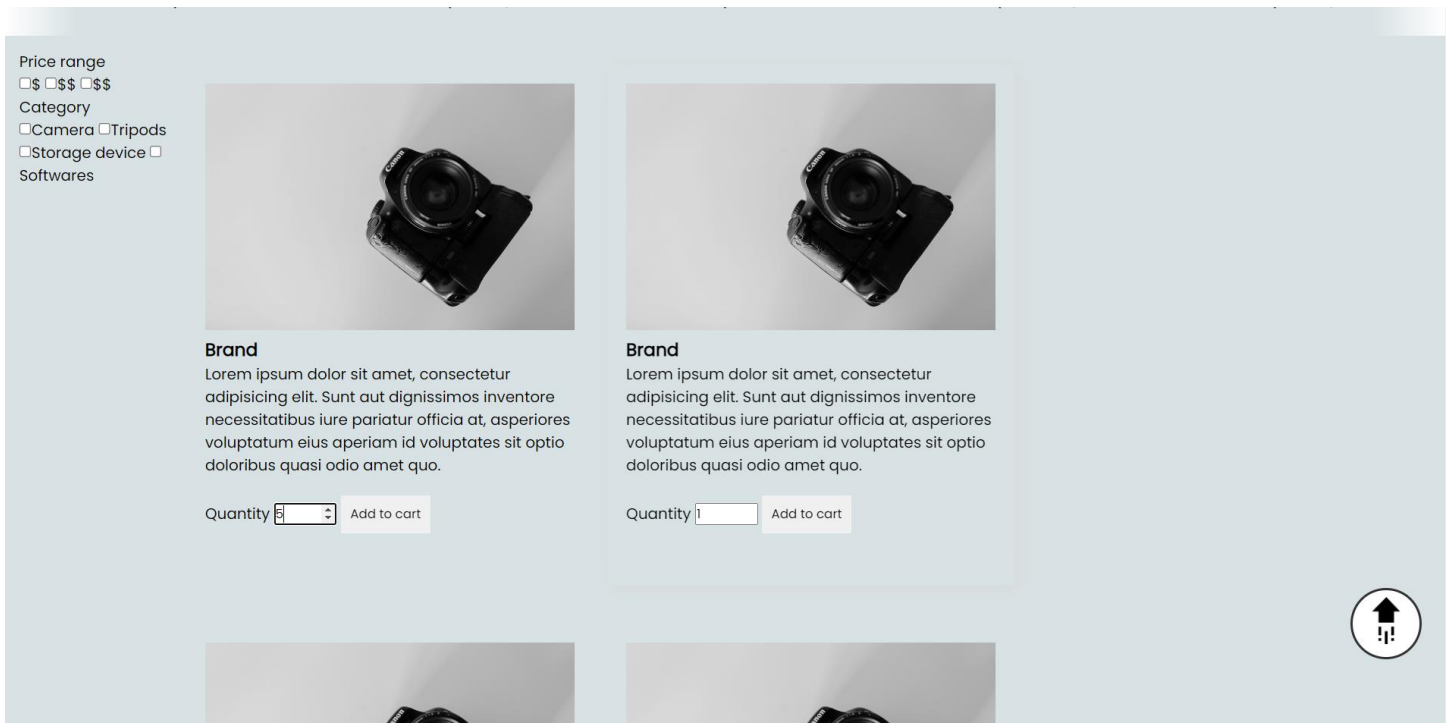 Price range
$ $$ $$
Category
Camera Tripods
Storage device
Softwares
Canon
Brand
Lorem ipsum dolor sit amet, consectetur
adipisicing elit. Sunt aut dignissimos inventore
necessitatibus iure pariatur officia at, asperiores
voluptatum eius aperiam id voluptates sit optio
doloribus quasi odio amet quo.
Quantity 5 Add to cart
Canon
Brand
Lorem ipsum dolor sit amet, consectetur
adipisicing elit. Sunt aut dignissimos inventore
necessitatibus iure pariatur officia at, asperiores
voluptatum eius aperiam id voluptates sit optio
doloribus quasi odio amet quo.
Quantity 1 Add to cart
Canon
Canon